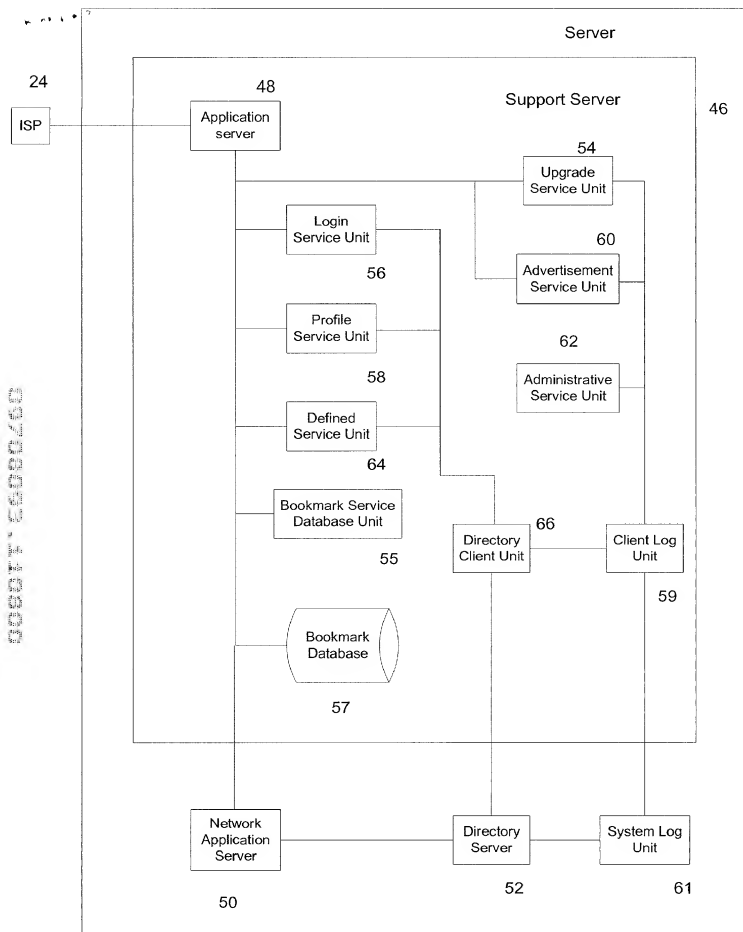 Server
24
48
Support Server
46
ISP
Application
server
54
Upgrade
Service Unit
Login
Service Unit
60
56
Advertisement
Service Unit
Profile
Service Unit
62
58
Administrative
Service Unit
Defined
Service Unit
64
Bookmark Service
Database Unit
66
55
Directory
Client Unit
Client Log
Unit
59
Bookmark
Database
57
Network
Application
Server
Directory
Server
System Log
Unit
50
52
61